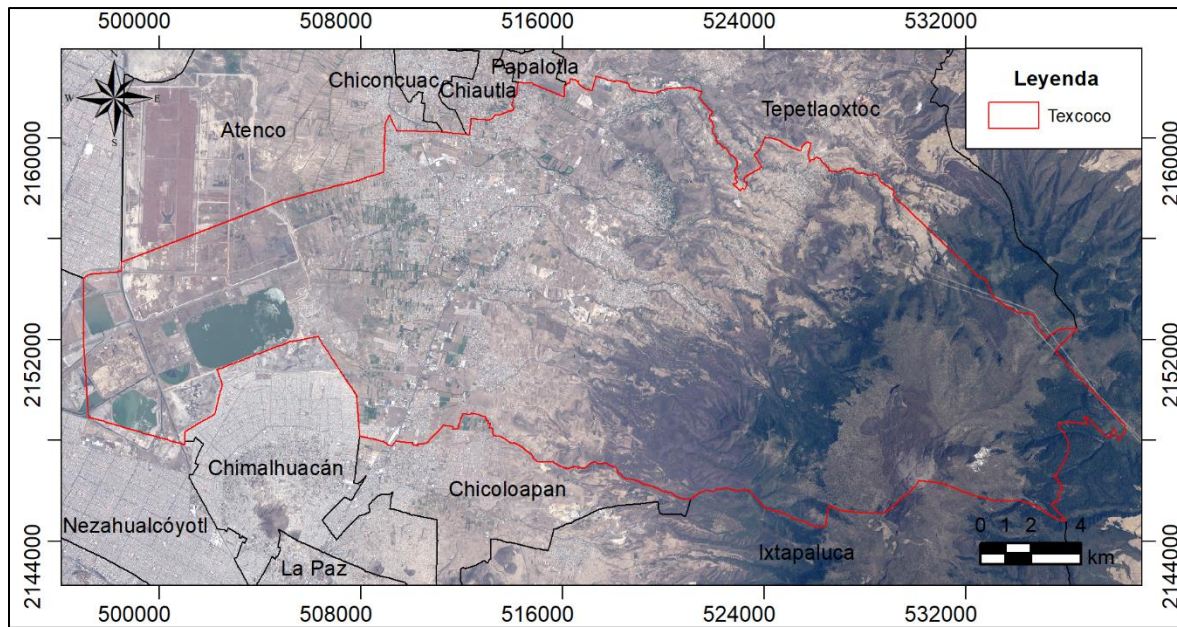 500000 508000 516000 524000 532000
Papalotla
Chiconcuac
Chiautla
Leyenda
Texcoco
N
W E
S
Atenco
Tepetlaoxtoc
2160000
2160000
2152000
2152000
Chimalhuacán
Chicoloapan
Nezahualcóyotl
La Paz
Ixtapaluca
0 1 2 4
km
2144000
2144000
500000 508000 516000 524000 532000